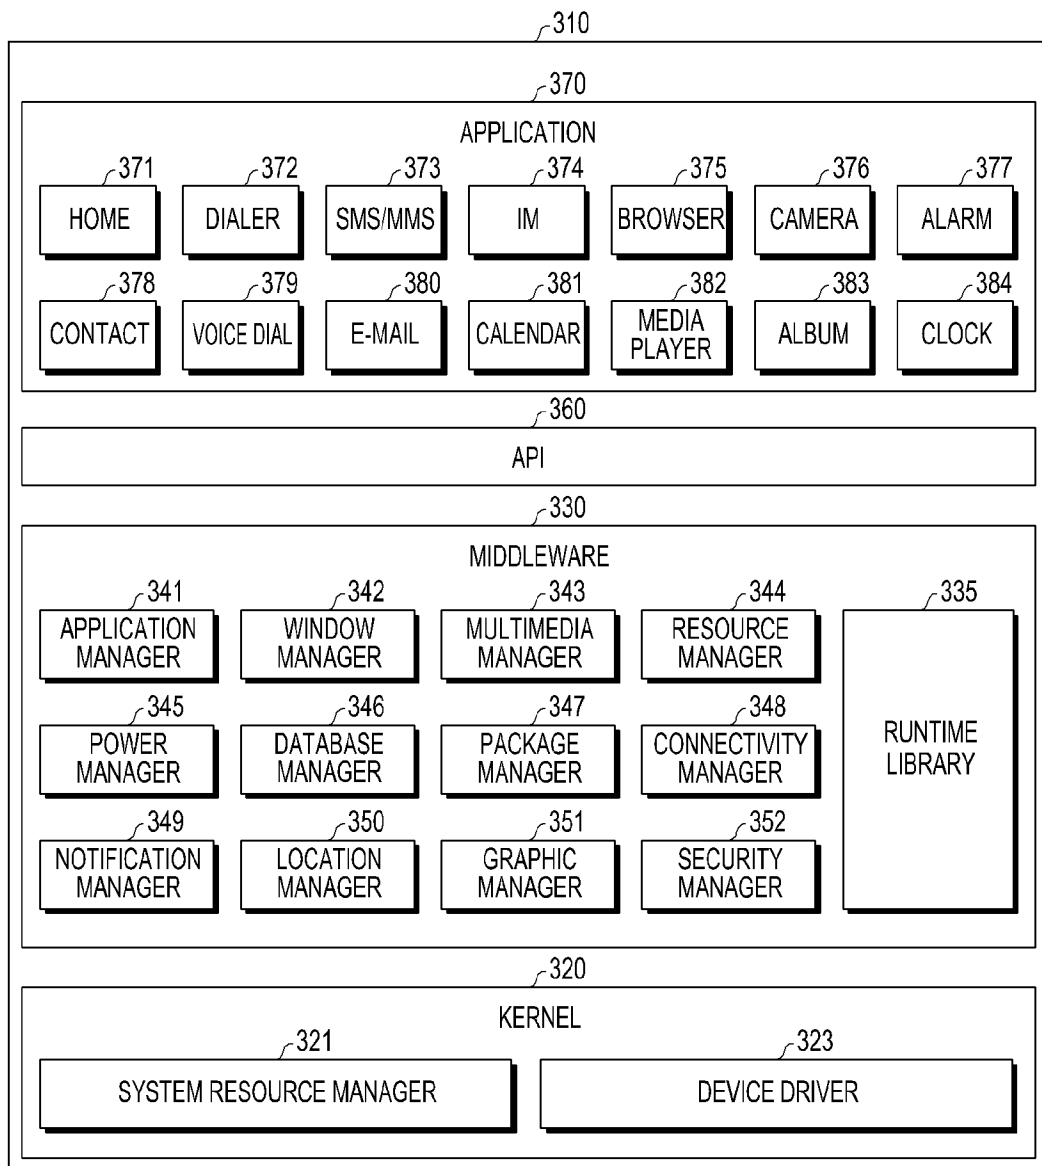 310
370
APPLICATION
371 372 373 374 375 376 377
HOME DIALER SMS/MMS IM BROWSER CAMERA ALARM
378 379 380 381 382 383 384
CONTACT VOICE DIAL E-MAIL CALENDAR MEDIA PLAYER ALBUM CLOCK
360
API
330
MIDDLEWARE
341 342 343 344 335
APPLICATION MANAGER
WINDOW MANAGER
MULTIMEDIA MANAGER
RESOURCE MANAGER
345 346 347 348
POWER MANAGER
DATABASE MANAGER
PACKAGE MANAGER
CONNECTIVITY MANAGER
RUNTIME LIBRARY
349 350 351 352
NOTIFICATION MANAGER
LOCATION MANAGER
GRAPHIC MANAGER
SECURITY MANAGER
320
KERNEL
321 323
SYSTEM RESOURCE MANAGER DEVICE DRIVER